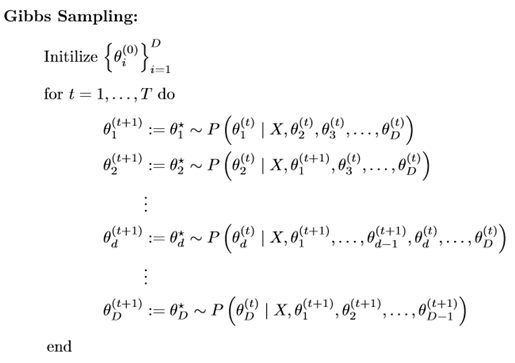 Gibbs Sampling:
Initilize {θ_i^{(0)}}_{i=1}^{D}
for t = 1, . . . , T do
θ_1^{(t+1)} := θ_1^⋆ ∼ P(θ_1^{(t)} | X, θ_2^{(t)}, θ_3^{(t)}, . . . , θ_D^{(t)})
θ_2^{(t+1)} := θ_2^⋆ ∼ P(θ_2^{(t)} | X, θ_1^{(t+1)}, θ_3^{(t)}, . . . , θ_D^{(t)})
⋮
θ_d^{(t+1)} := θ_d^⋆ ∼ P(θ_d^{(t)} | X, θ_1^{(t+1)}, . . . , θ_{d−1}^{(t+1)}, θ_d^{(t)}, . . . , θ_D^{(t)})
⋮
θ_D^{(t+1)} := θ_D^⋆ ∼ P(θ_D^{(t)} | X, θ_1^{(t+1)}, θ_2^{(t+1)}, . . . , θ_{D−1}^{(t+1)})
end